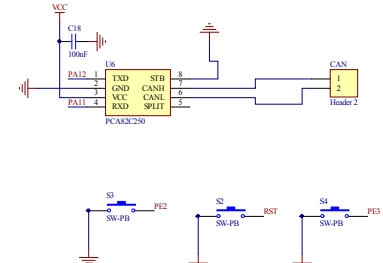 VCC
C18
100nF
U6
PA12 1 TXD STB 8
2 GND CANH 7
3 VCC CANL 6
PA11 4 RXD SPLIT 5
PCA82C250
CAN
1
2
Header 2
S3
PE2
SW-PB
S2
RST
SW-PB
S4
PE3
SW-PB